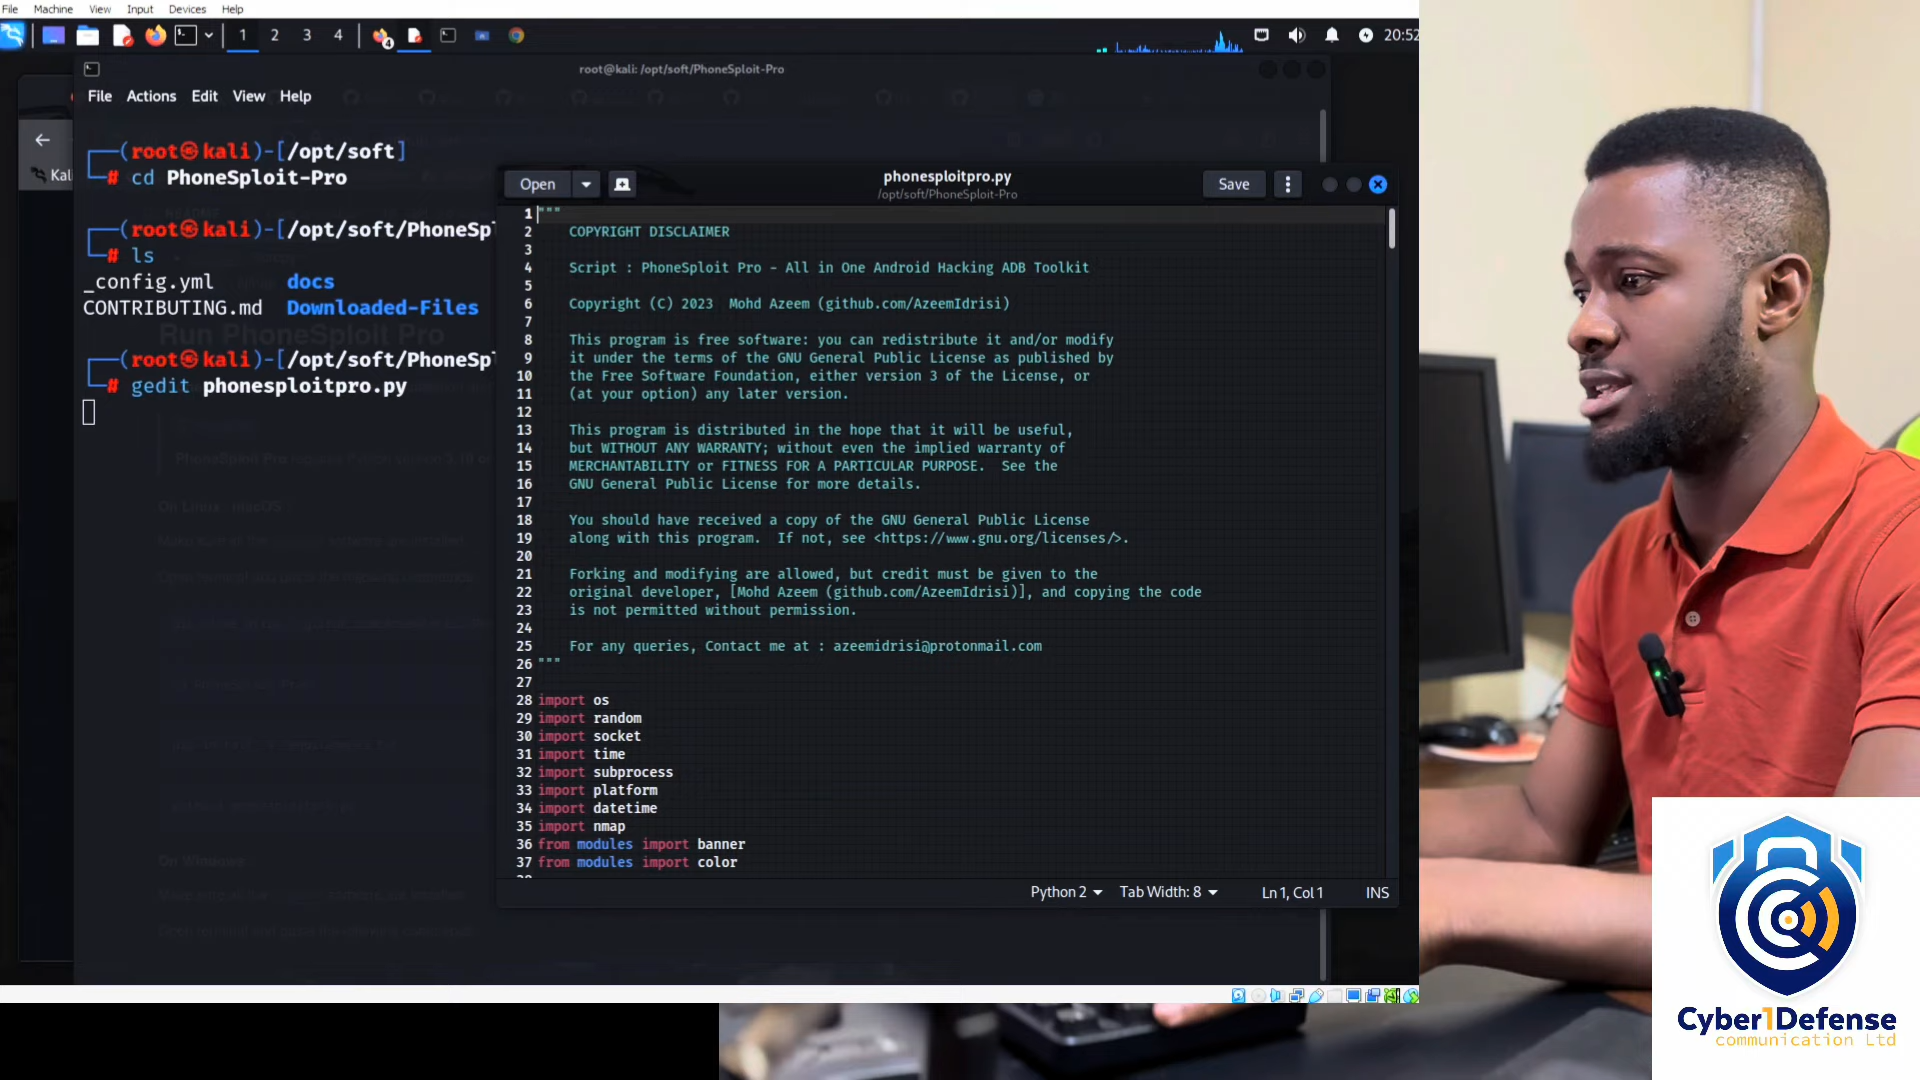 File Machine View Input Devices Help
1 2 3 4
4
20:52
root@kali: /opt/soft/PhoneSploit-Pro
File Actions Edit View Help
(root㉿kali)-[/opt/soft]
# cd PhoneSploit-Pro
(root㉿kali)-[/opt/soft/PhoneSp
# ls
_config.yml docs
CONTRIBUTING.md Downloaded-Files
Run PhoneSploit Pro
(root㉿kali)-[/opt/soft/PhoneSp
# gedit phonesploitpro.py
Kal
On Linux / macOS :
On Windows :
Open
phonesploitpro.py
/opt/soft/PhoneSploit-Pro
Save
1 """
2 COPYRIGHT DISCLAIMER
3
4 Script : PhoneSploit Pro - All in One Android Hacking ADB Toolkit
5
6 Copyright (C) 2023  Mohd Azeem (github.com/AzeemIdrisi)
7
8 This program is free software: you can redistribute it and/or modify
9 it under the terms of the GNU General Public License as published by
10 the Free Software Foundation, either version 3 of the License, or
11 (at your option) any later version.
12
13 This program is distributed in the hope that it will be useful,
14 but WITHOUT ANY WARRANTY; without even the implied warranty of
15 MERCHANTABILITY or FITNESS FOR A PARTICULAR PURPOSE.  See the
16 GNU General Public License for more details.
17
18 You should have received a copy of the GNU General Public License
19 along with this program.  If not, see <https://www.gnu.org/licenses/>.
20
21 Forking and modifying are allowed, but credit must be given to the
22 original developer, [Mohd Azeem (github.com/AzeemIdrisi)], and copying the code
23 is not permitted without permission.
24
25 For any queries, Contact me at : azeemidrisi@protonmail.com
26 """
27
28 import os
29 import random
30 import socket
31 import time
32 import subprocess
33 import platform
34 import datetime
35 import nmap
36 from modules import banner
37 from modules import color
Python 2 Tab Width: 8 Ln 1, Col 1 INS
Cyber1Defense
communication Ltd